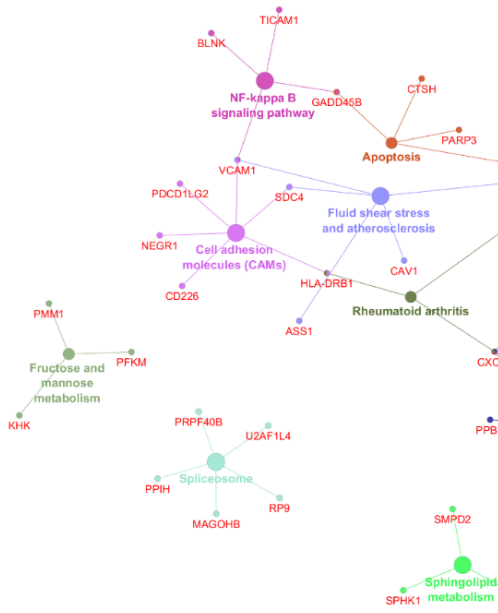 TICAM1
BLNK
NF-kappa B
signaling pathway
GADD45B
CTSH
PARP3
Apoptosis
VCAM1
PDCD1LG2
SDC4
Fluid shear stress
and atherosclerosis
NEGR1
Cell adhesion
molecules (CAMs)
CAV1
HLA-DRB1
CD226
Rheumatoid arthritis
ASS1
PMM1
PFKM
Fructose and
mannose
metabolism
CXC
KHK
PRPF40B
U2AF1L4
PPB
Spliceosome
PPIH
RP9
MAGOHB
SMPD2
Sphingolipid
metabolism
SPHK1